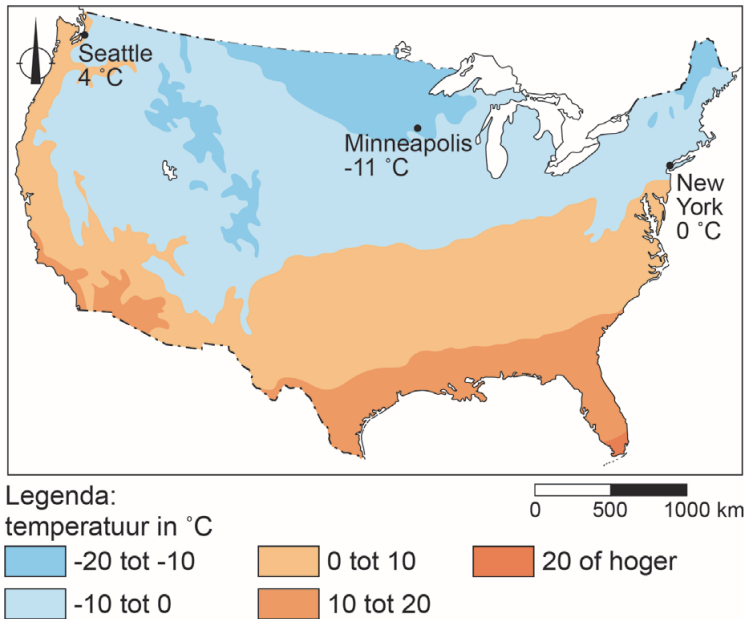 Seattle
4 ˚C
Minneapolis
-11 ˚C
New
York
0 ˚C
Legenda:
temperatuur in ˚C
0 500 1000 km
-20 tot -10
0 tot 10
20 of hoger
-10 tot 0
10 tot 20